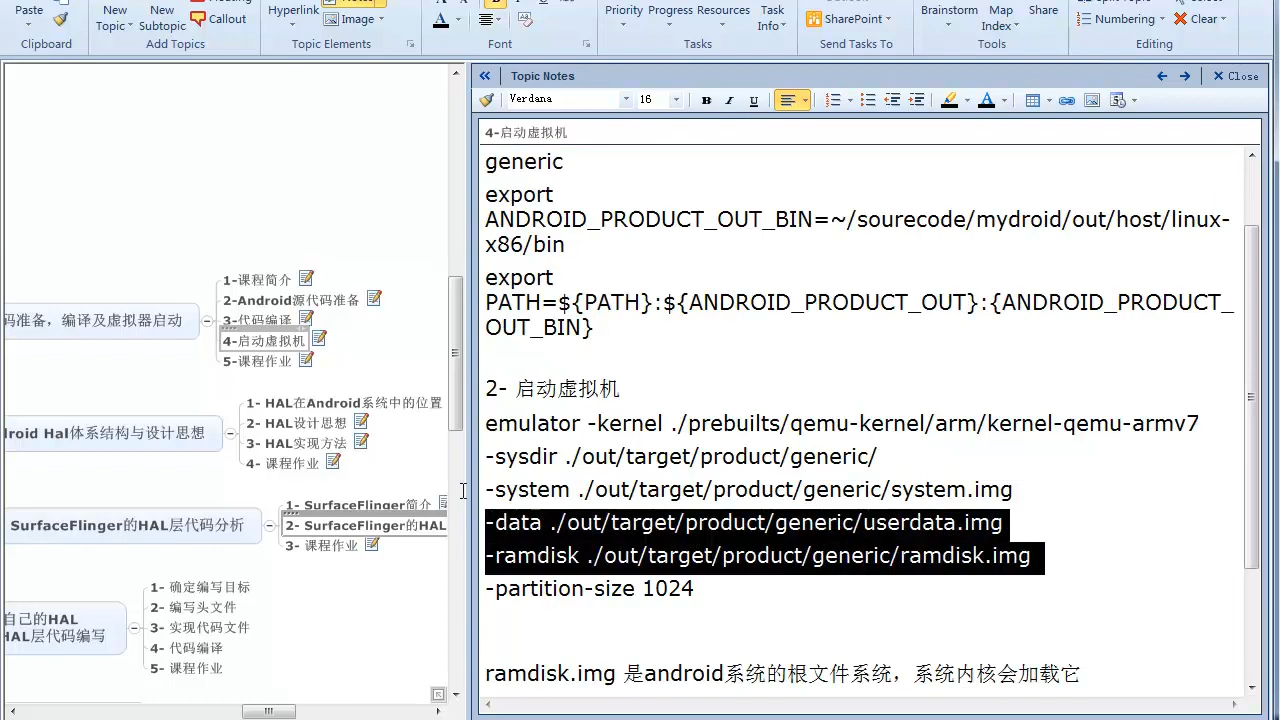 Paste
New Topic
New Subtopic
Callout
Hyperlink
Image
Priority
Progress
Resources
Task Info
SharePoint
Brainstorm
Map Index
Share
Numbering
Clear
Clipboard
Add Topics
Topic Elements
Font
Tasks
Send Tasks To
Tools
Editing
Topic Notes
Close
Verdana
16
B
I
U
4-启动虚拟机
generic
export
ANDROID_PRODUCT_OUT_BIN=~/sourecode/mydroid/out/host/linux-
x86/bin
export
PATH=${PATH}:${ANDROID_PRODUCT_OUT}:{ANDROID_PRODUCT_
OUT_BIN}
2- 启动虚拟机
emulator -kernel ./prebuilts/qemu-kernel/arm/kernel-qemu-armv7
-sysdir ./out/target/product/generic/
-system ./out/target/product/generic/system.img
-data ./out/target/product/generic/userdata.img
-ramdisk ./out/target/product/generic/ramdisk.img
-partition-size 1024
ramdisk.img 是android系统的根文件系统，系统内核会加载它
码准备，编译及虚拟器启动
1-课程简介
2-Android源代码准备
3-代码编译
4-启动虚拟机
5-课程作业
droid Hal体系结构与设计思想
1- HAL在Android系统中的位置
2- HAL设计思想
3- HAL实现方法
4- 课程作业
SurfaceFlinger的HAL层代码分析
1- SurfaceFlinger简介
2- SurfaceFlinger的HAL
3- 课程作业
自己的HAL
HAL层代码编写
1- 确定编写目标
2- 编写头文件
3- 实现代码文件
4- 代码编译
5- 课程作业